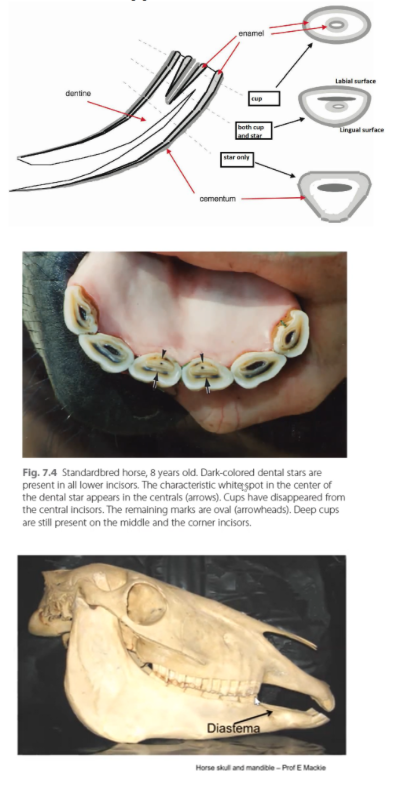 enamel
dentine
cup
Labial surface
both cup
and star
Lingual surface
star only
cementum
Fig. 7.4 Standardbred horse, 8 years old. Dark-colored dental stars are
present in all lower incisors. The characteristic white spot in the center of
the dental star appears in the centrals (arrows). Cups have disappeared from
the central incisors. The remaining marks are oval (arrowheads). Deep cups
are still present on the middle and the corner incisors.
Diastema
Horse skull and mandible – Prof E Mackie